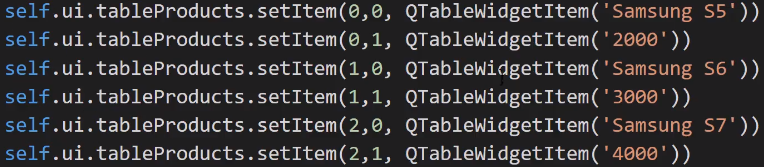 self.ui.tableProducts.setItem(0,0, QTableWidgetItem('Samsung S5'))
self.ui.tableProducts.setItem(0,1, QTableWidgetItem('2000'))
self.ui.tableProducts.setItem(1,0, QTableWidgetItem('Samsung S6'))
self.ui.tableProducts.setItem(1,1, QTableWidgetItem('3000'))
self.ui.tableProducts.setItem(2,0, QTableWidgetItem('Samsung S7'))
self.ui.tableProducts.setItem(2,1, QTableWidgetItem('4000'))